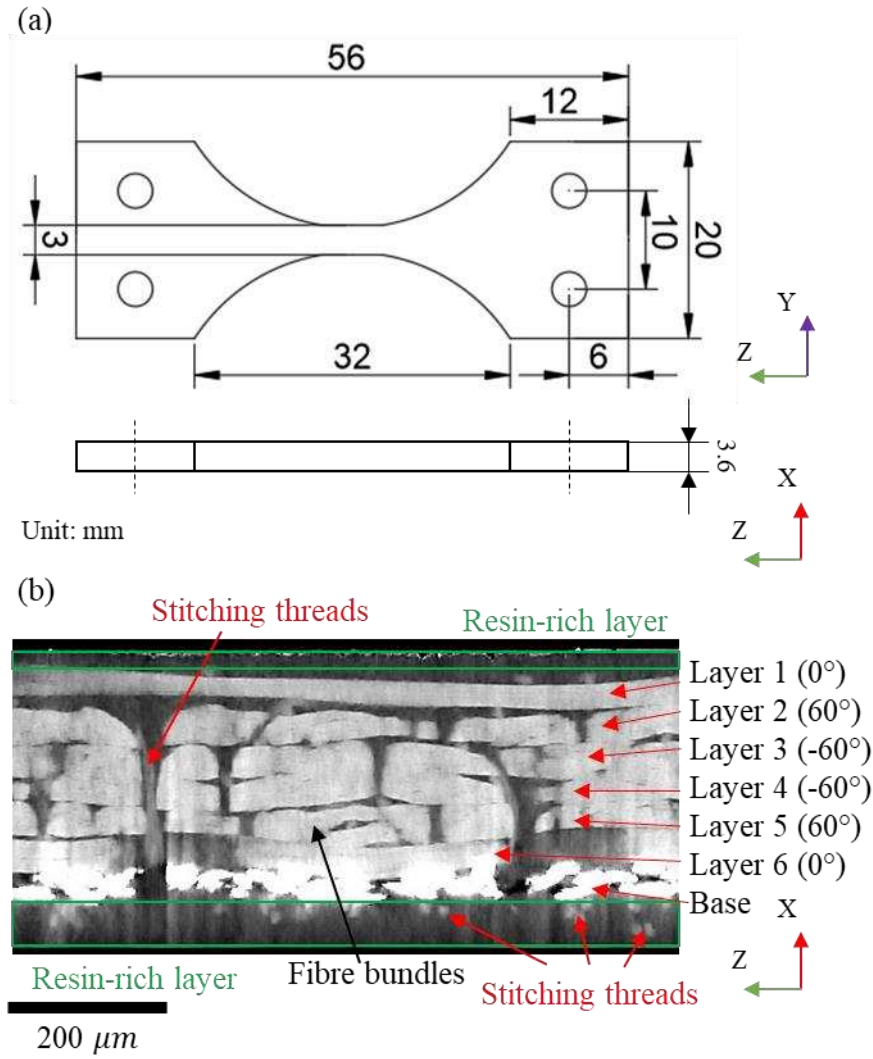 (a)
56
12
3
10
20
32
6
Y
Z
3.6
X
Z
Unit: mm
(b)
Stitching threads
Resin-rich layer
Layer 1 (0°)
Layer 2 (60°)
Layer 3 (-60°)
Layer 4 (-60°)
Layer 5 (60°)
Layer 6 (0°)
Base
X
Z
Resin-rich layer
Fibre bundles
Stitching threads
200 μm